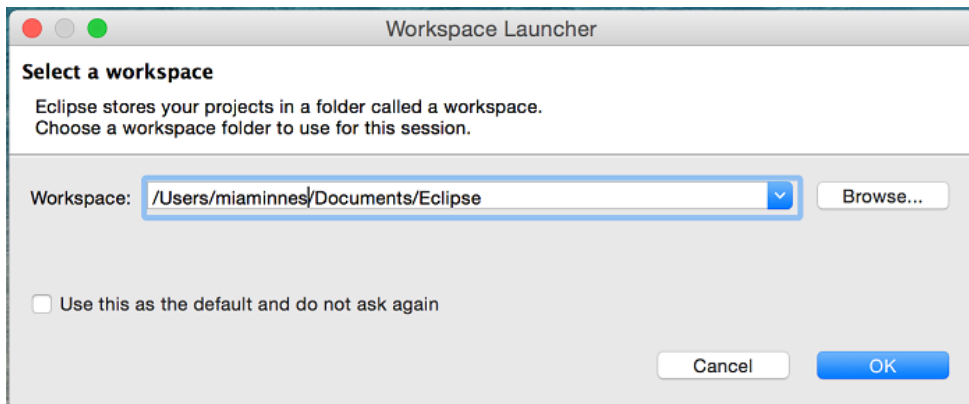 Workspace Launcher
Select a workspace
Eclipse stores your projects in a folder called a workspace.
Choose a workspace folder to use for this session.
Workspace: /Users/miaminnes/Documents/Eclipse Browse...
Use this as the default and do not ask again
Cancel OK